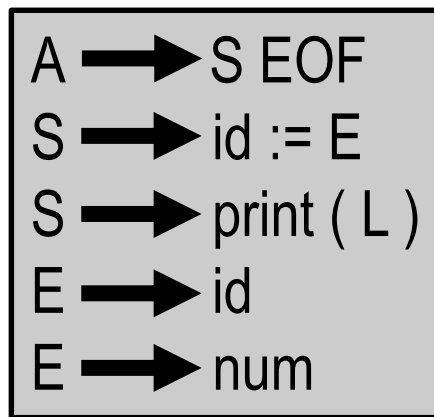 A → S EOF
S → id := E
S → print ( L )
E → id
E → num